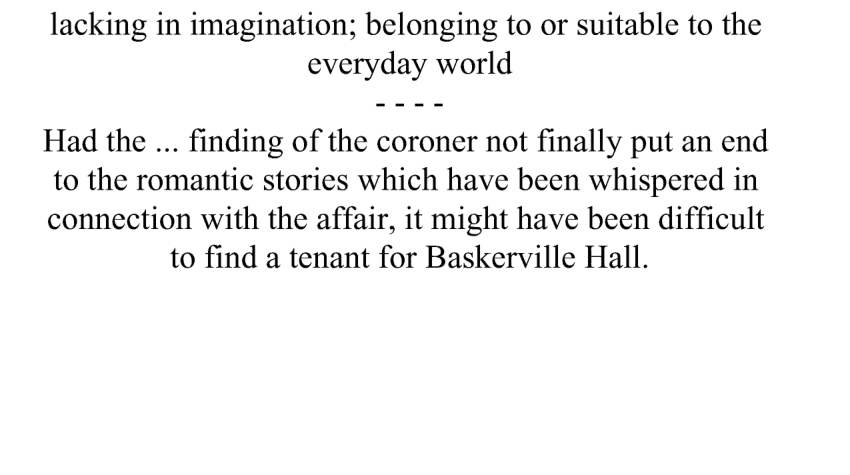 lacking in imagination; belonging to or suitable to the
everyday world
- - - -
Had the ... finding of the coroner not finally put an end
to the romantic stories which have been whispered in
connection with the affair, it might have been difficult
to find a tenant for Baskerville Hall.